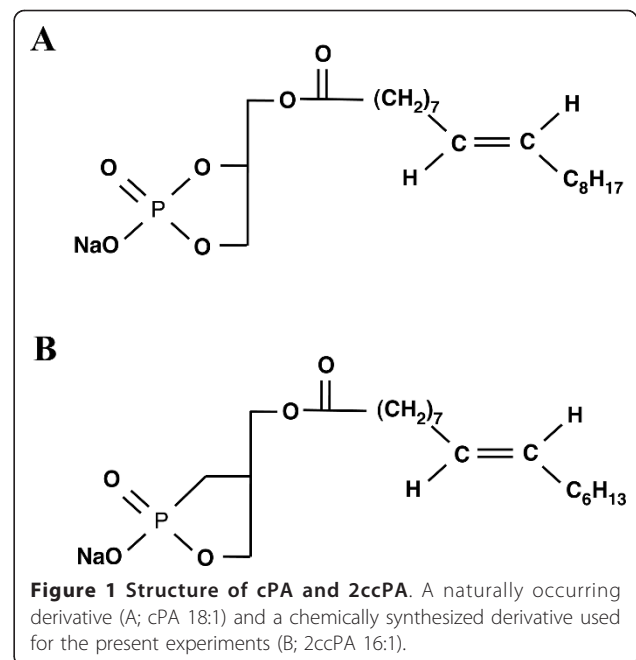 A
O
O
(CH₂)₇
H
C
C
H
C₈H₁₇
O
O
P
NaO
O
B
O
O
(CH₂)₇
H
C
C
H
C₆H₁₃
O
P
NaO
O
Figure 1 Structure of cPA and 2ccPA. A naturally occurring
derivative (A; cPA 18:1) and a chemically synthesized derivative used
for the present experiments (B; 2ccPA 16:1).